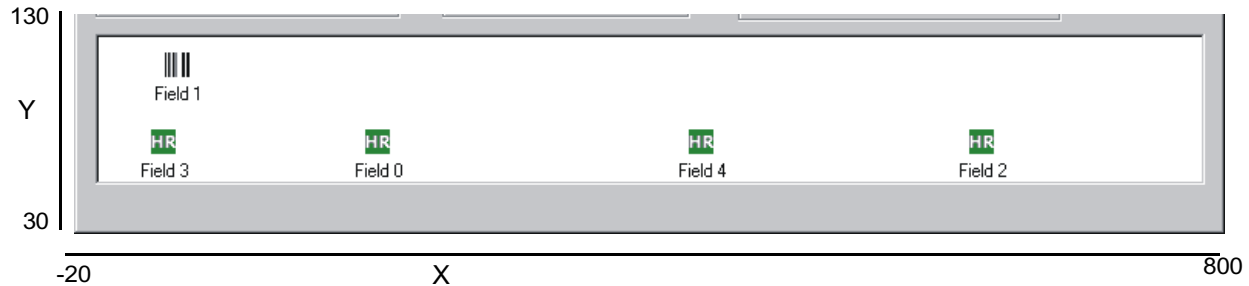 130
Field 1
Y
HR HR HR HR
Field 3 Field 0 Field 4 Field 2
30
-20 X 800